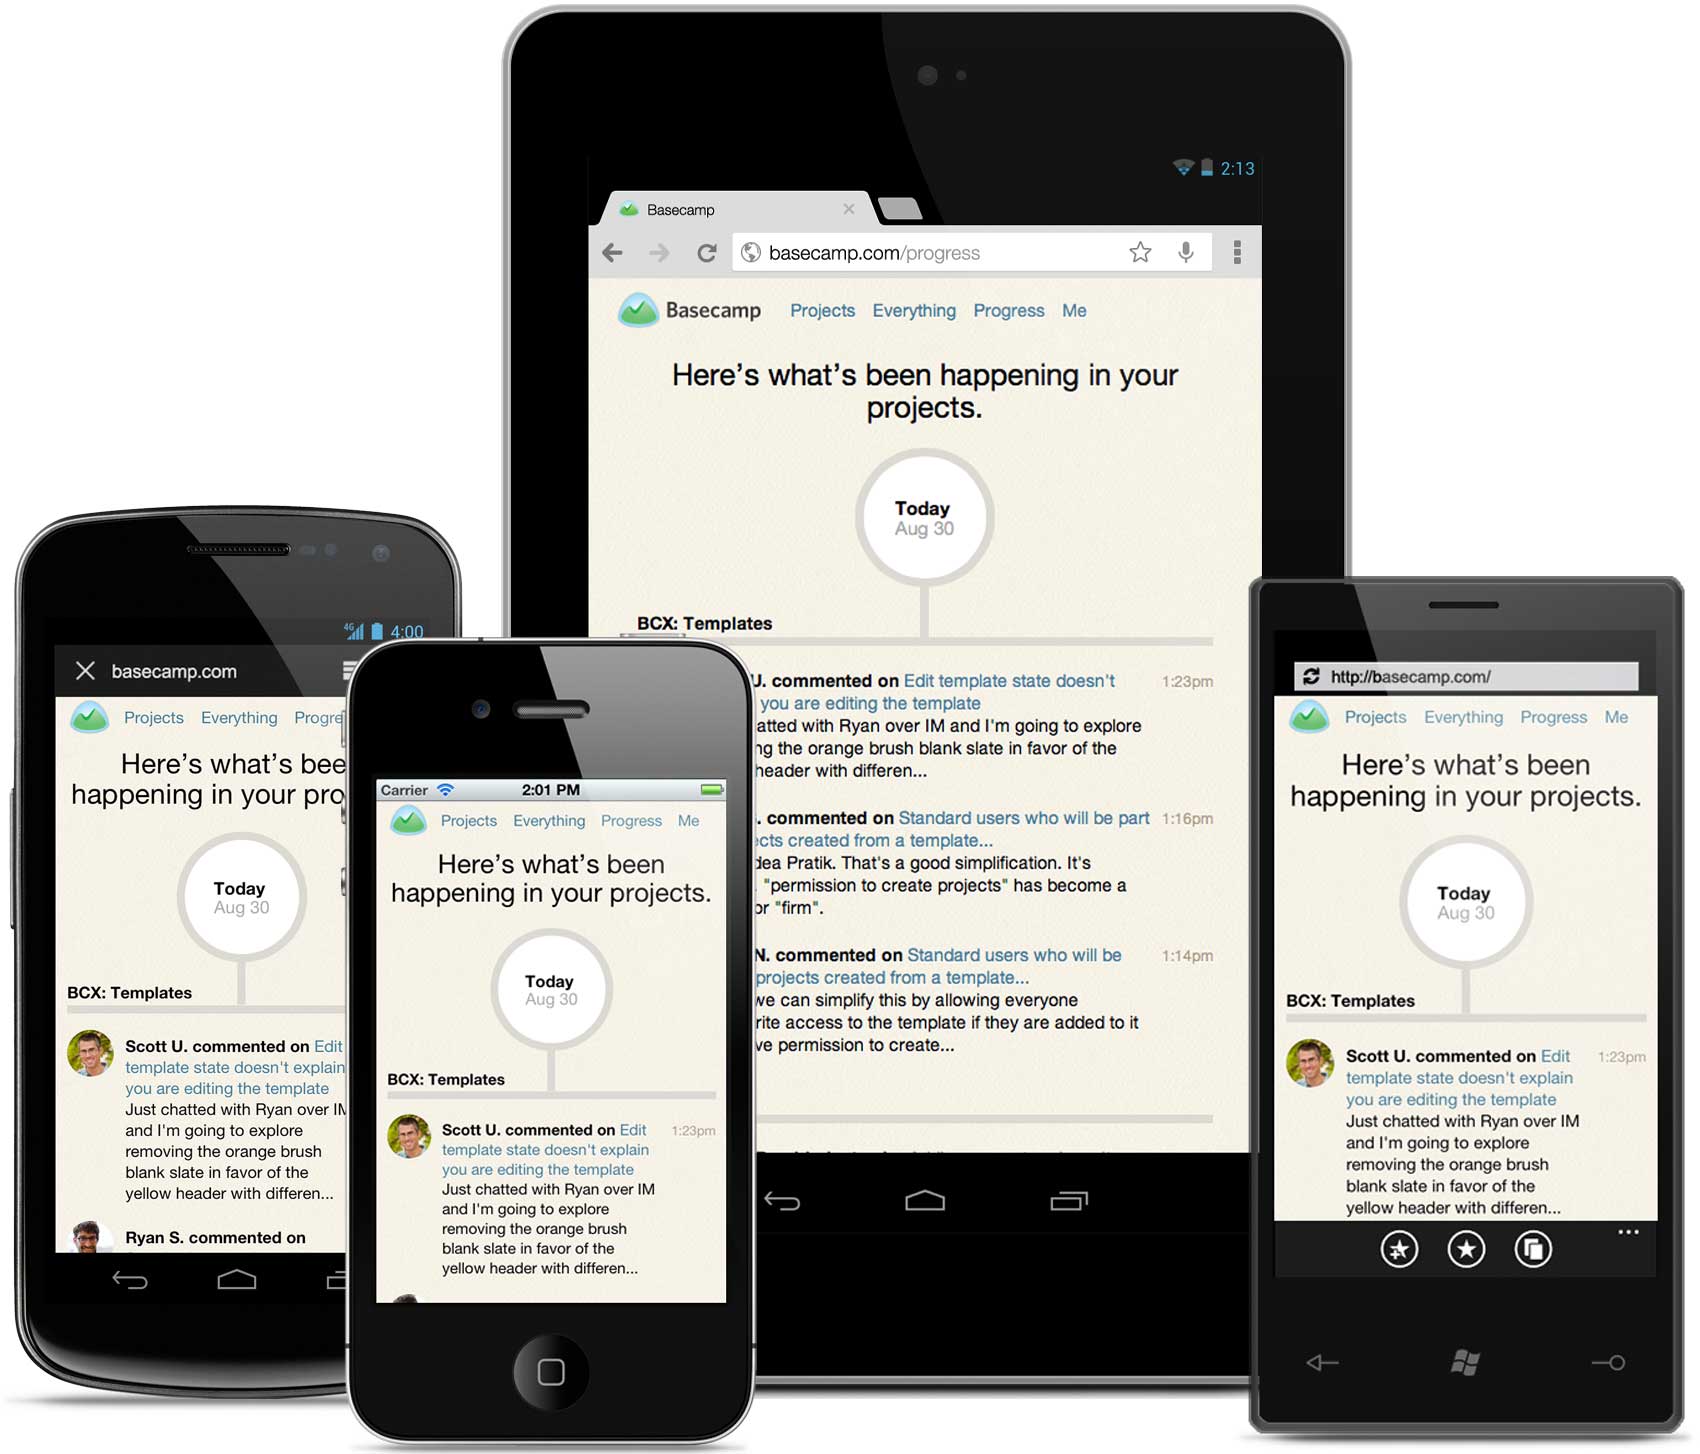 2:13
Basecamp
basecamp.com/progress
Basecamp Projects Everything Progress Me
Here's what's been happening in your
projects.
Today
Aug 30
BCX: Templates
U. commented on Edit template state doesn't 1:23pm
you are editing the template
atted with Ryan over IM and I'm going to explore
ng the orange brush blank slate in favor of the
header with differen...
. commented on Standard users who will be part 1:16pm
cts created from a template...
dea Pratik. That's a good simplification. It's
"permission to create projects" has become a
or "firm".
N. commented on Standard users who will be 1:14pm
projects created from a template...
we can simplify this by allowing everyone
rite access to the template if they are added to it
ve permission to create...
4G 4:00
basecamp.com
Projects Everything Progre
Here's what's bee
happening in your pro
Today
Aug 30
BCX: Templates
Scott U. commented on Edit
template state doesn't explain
you are editing the template
Just chatted with Ryan over IM
and I'm going to explore
removing the orange brush
blank slate in favor of the
yellow header with differen...
Ryan S. commented on
Carrier 2:01 PM
Projects Everything Progress Me
Here's what's been
happening in your projects.
Today
Aug 30
BCX: Templates
Scott U. commented on Edit 1:23pm
template state doesn't explain
you are editing the template
Just chatted with Ryan over IM
and I'm going to explore
removing the orange brush
blank slate in favor of the
yellow header with differen...
http://basecamp.com/
Projects Everything Progress Me
Here's what's been
happening in your projects.
Today
Aug 30
BCX: Templates
Scott U. commented on Edit 1:23pm
template state doesn't explain
you are editing the template
Just chatted with Ryan over IM
and I'm going to explore
removing the orange brush
blank slate in favor of the
yellow header with differen...